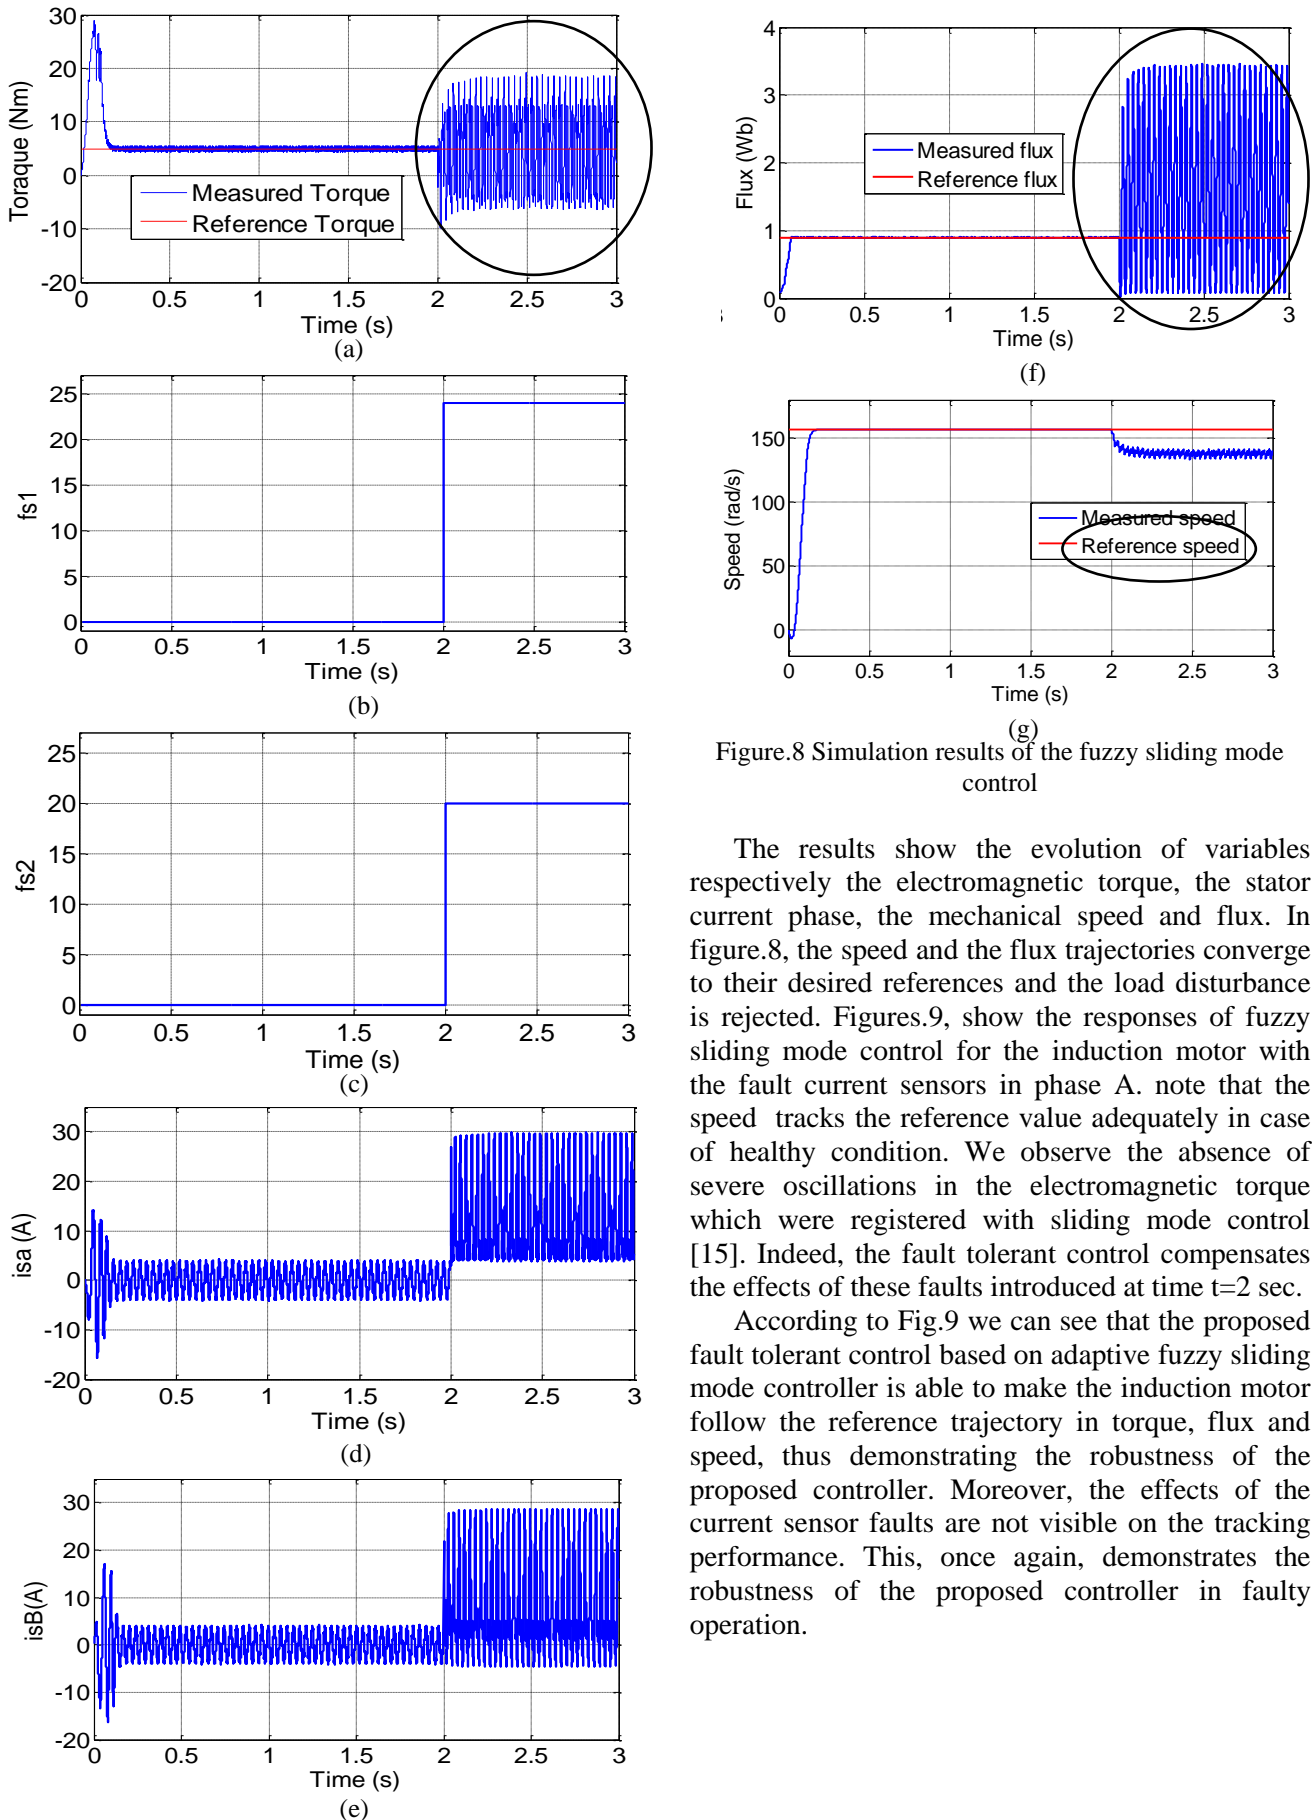 30
20
10
0
-10
-20
Toraque (Nm)
Measured Torque
Reference Torque
0 0.5 1 1.5 2 2.5 3
Time (s)
(a)
25
20
15
10
5
0
fs1
0 0.5 1 1.5 2 2.5 3
Time (s)
(b)
25
20
15
10
5
0
fs2
0 0.5 1 1.5 2 2.5 3
Time (s)
(c)
30
20
10
0
-10
-20
isa (A)
0 0.5 1 1.5 2 2.5 3
Time (s)
(d)
30
20
10
0
-10
-20
isB(A)
0 0.5 1 1.5 2 2.5 3
Time (s)
(e)
4
3
2
1
0
Flux (Wb)
Measured flux
Reference flux
0 0.5 1 1.5 2 2.5 3
Time (s)
(f)
150
100
50
0
Speed (rad/s)
Measured speed
Reference speed
0 0.5 1 1.5 2 2.5 3
Time (s)
(g)
Figure.8 Simulation results of the fuzzy sliding mode
control
The results show the evolution of variables
respectively the electromagnetic torque, the stator
current phase, the mechanical speed and flux. In
figure.8, the speed and the flux trajectories converge
to their desired references and the load disturbance
is rejected. Figures.9, show the responses of fuzzy
sliding mode control for the induction motor with
the fault current sensors in phase A. note that the
speed tracks the reference value adequately in case
of healthy condition. We observe the absence of
severe oscillations in the electromagnetic torque
which were registered with sliding mode control
[15]. Indeed, the fault tolerant control compensates
the effects of these faults introduced at time t=2 sec.
According to Fig.9 we can see that the proposed
fault tolerant control based on adaptive fuzzy sliding
mode controller is able to make the induction motor
follow the reference trajectory in torque, flux and
speed, thus demonstrating the robustness of the
proposed controller. Moreover, the effects of the
current sensor faults are not visible on the tracking
performance. This, once again, demonstrates the
robustness of the proposed controller in faulty
operation.